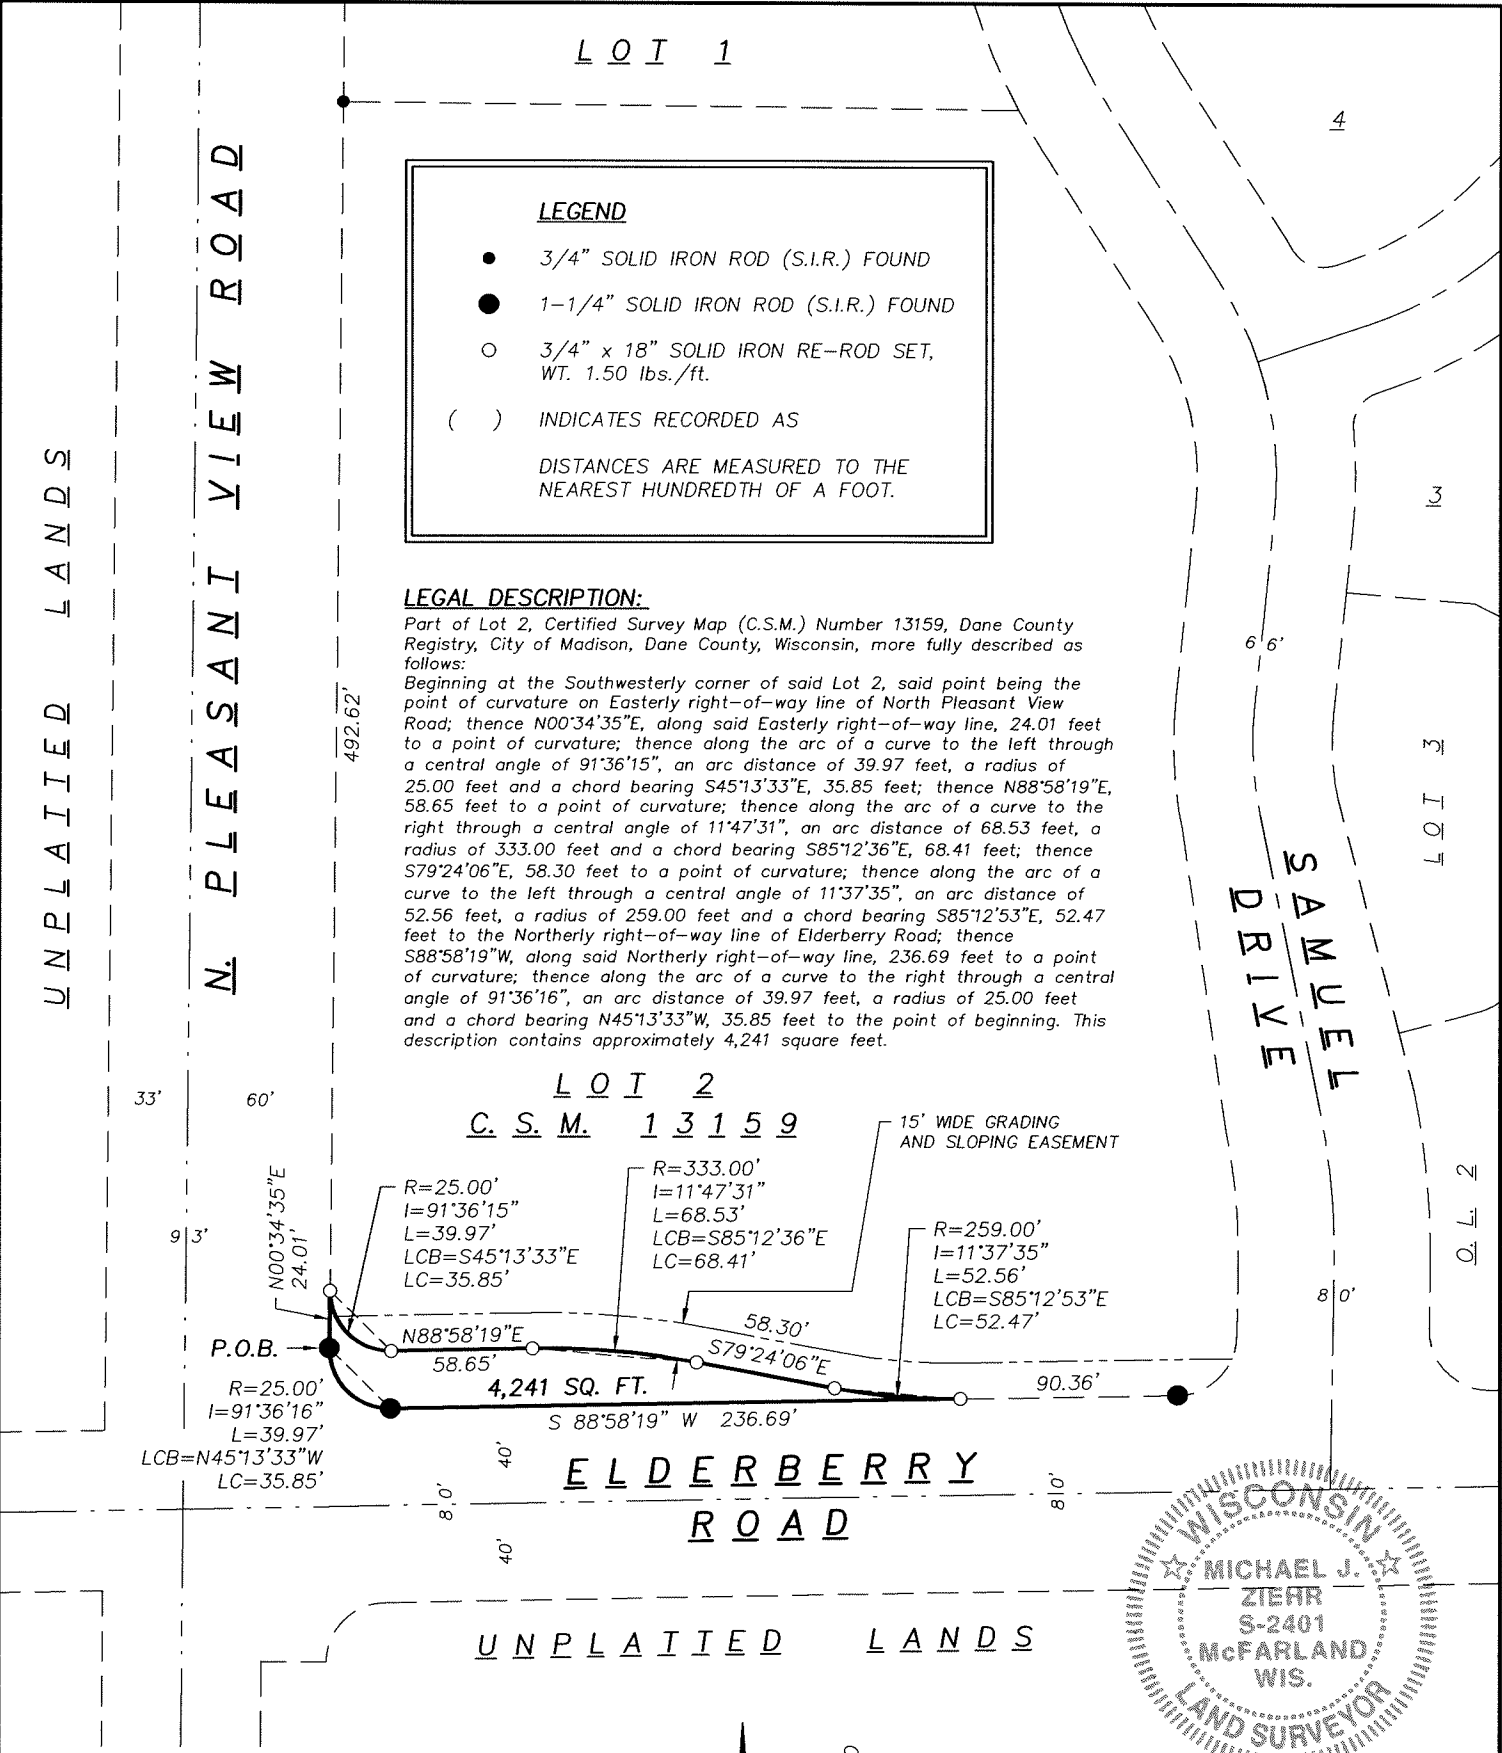 L O T 1
4
LEGEND
3/4" SOLID IRON ROD (S.I.R.) FOUND
1-1/4" SOLID IRON ROD (S.I.R.) FOUND
3/4" x 18" SOLID IRON RE-ROD SET,
WT. 1.50 lbs./ft.
( ) INDICATES RECORDED AS
DISTANCES ARE MEASURED TO THE
NEAREST HUNDREDTH OF A FOOT.
N. PLEASANT VIEW ROAD
UNPLATTED LANDS
492.62'
3
6 6'
LOT 3
LEGAL DESCRIPTION:
Part of Lot 2, Certified Survey Map (C.S.M.) Number 13159, Dane County
Registry, City of Madison, Dane County, Wisconsin, more fully described as
follows:
Beginning at the Southwesterly corner of said Lot 2, said point being the
point of curvature on Easterly right-of-way line of North Pleasant View
Road; thence N00°34'35"E, along said Easterly right-of-way line, 24.01 feet
to a point of curvature; thence along the arc of a curve to the left through
a central angle of 91°36'15", an arc distance of 39.97 feet, a radius of
25.00 feet and a chord bearing S45°13'33"E, 35.85 feet; thence N88°58'19"E,
58.65 feet to a point of curvature; thence along the arc of a curve to the
right through a central angle of 11°47'31", an arc distance of 68.53 feet, a
radius of 333.00 feet and a chord bearing S85°12'36"E, 68.41 feet; thence
S79°24'06"E, 58.30 feet to a point of curvature; thence along the arc of a
curve to the left through a central angle of 11°37'35", an arc distance of
52.56 feet, a radius of 259.00 feet and a chord bearing S85°12'53"E, 52.47
feet to the Northerly right-of-way line of Elderberry Road; thence
S88°58'19"W, along said Northerly right-of-way line, 236.69 feet to a point
of curvature; thence along the arc of a curve to the right through a central
angle of 91°36'16", an arc distance of 39.97 feet, a radius of 25.00 feet
and a chord bearing N45°13'33"W, 35.85 feet to the point of beginning. This
description contains approximately 4,241 square feet.
SAMUEL
DRIVE
L O T 2
C. S. M. 1 3 1 5 9
33' 60'
15' WIDE GRADING
AND SLOPING EASEMENT
O.L. 2
9 3'
N00°34'35"E
24.01'
R=25.00'
I=91°36'15"
L=39.97'
LCB=S45°13'33"E
LC=35.85'
R=333.00'
I=11°47'31"
L=68.53'
LCB=S85°12'36"E
LC=68.41'
R=259.00'
I=11°37'35"
L=52.56'
LCB=S85°12'53"E
LC=52.47'
8 0'
P.O.B.
N88°58'19"E
58.65'
58.30'
S79°24'06"E
4,241 SQ. FT.
90.36'
S 88°58'19" W 236.69'
R=25.00'
I=91°36'16"
L=39.97'
LCB=N45°13'33"W
LC=35.85'
40'
8 0'
8 0'
40'
E L D E R B E R R Y
R O A D
U N P L A T T E D L A N D S
WISCONSIN
MICHAEL J.
ZIEHR
S-2401
McFARLAND
WIS.
LAND SURVEYOR